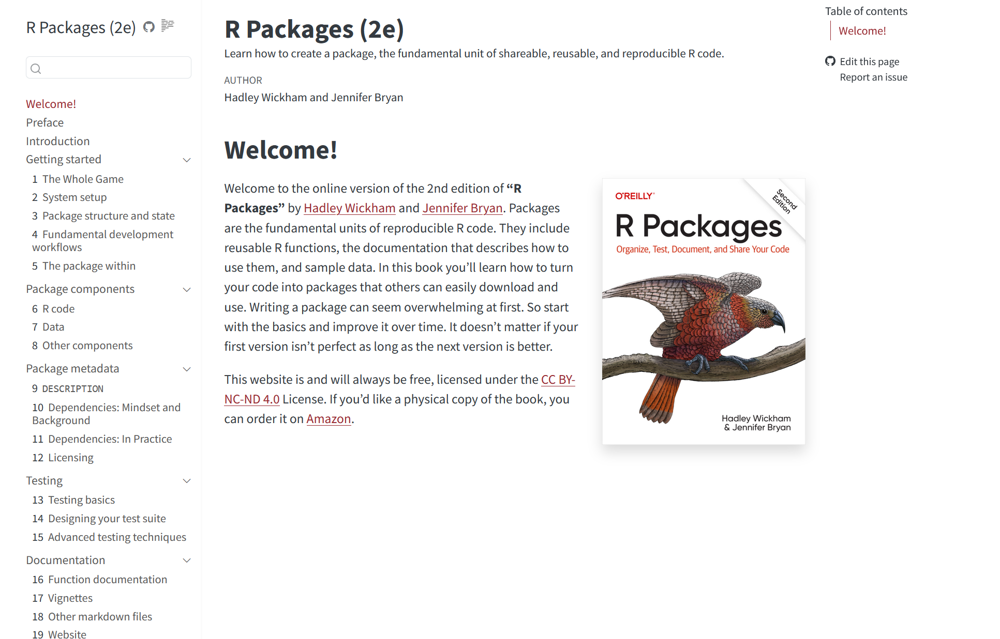 R Packages (2e)
Welcome!
Preface
Introduction
Getting started
1 The Whole Game
2 System setup
3 Package structure and state
4 Fundamental development
workflows
5 The package within
Package components
6 R code
7 Data
8 Other components
Package metadata
9 DESCRIPTION
10 Dependencies: Mindset and
Background
11 Dependencies: In Practice
12 Licensing
Testing
13 Testing basics
14 Designing your test suite
15 Advanced testing techniques
Documentation
16 Function documentation
17 Vignettes
18 Other markdown files
19 Website
R Packages (2e)
Learn how to create a package, the fundamental unit of shareable, reusable, and reproducible R code.
AUTHOR
Hadley Wickham and Jennifer Bryan
Welcome!
Welcome to the online version of the 2nd edition of “R
Packages” by Hadley Wickham and Jennifer Bryan. Packages
are the fundamental units of reproducible R code. They include
reusable R functions, the documentation that describes how to
use them, and sample data. In this book you’ll learn how to turn
your code into packages that others can easily download and
use. Writing a package can seem overwhelming at first. So start
with the basics and improve it over time. It doesn’t matter if your
first version isn’t perfect as long as the next version is better.
This website is and will always be free, licensed under the CC BY-
NC-ND 4.0 License. If you’d like a physical copy of the book, you
can order it on Amazon.
O'REILLY®
Second
Edition
R Packages
Organize, Test, Document, and Share Your Code
Hadley Wickham
& Jennifer Bryan
Table of contents
Welcome!
Edit this page
Report an issue